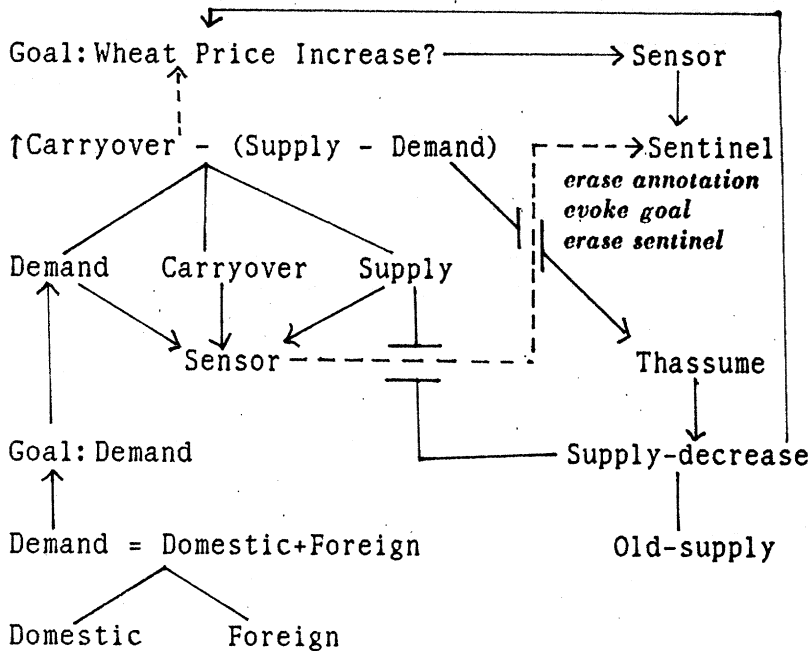 Goal: Wheat Price Increase? Sensor
↑Carryover - (Supply - Demand) Sentinel
erase annotation
evoke goal
erase sentinel
Demand Carryover Supply
Sensor Thassume
Goal: Demand Supply-decrease
Demand = Domestic+Foreign Old-supply
Domestic Foreign